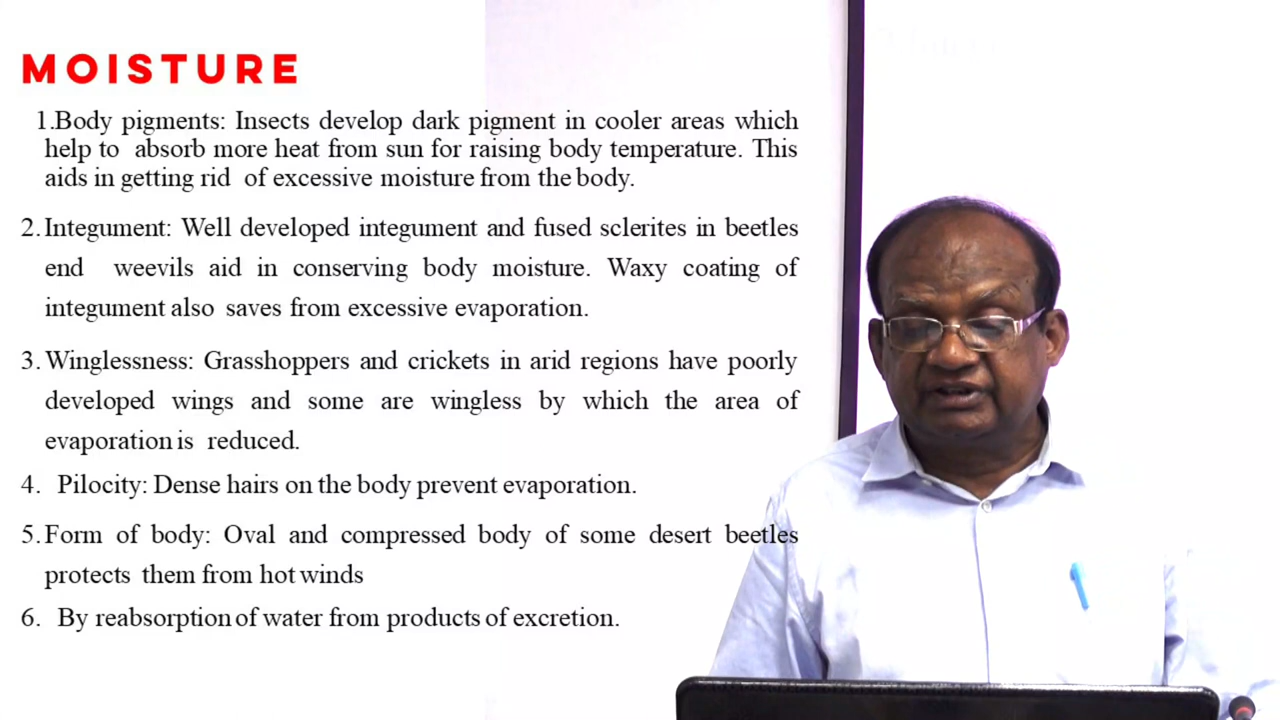 MOISTURE
1.Body pigments: Insects develop dark pigment in cooler areas which
help to absorb more heat from sun for raising body temperature. This
aids in getting rid of excessive moisture from the body.
2. Integument: Well developed integument and fused sclerites in beetles
end weevils aid in conserving body moisture. Waxy coating of
integument also saves from excessive evaporation.
3. Winglessness: Grasshoppers and crickets in arid regions have poorly
developed wings and some are wingless by which the area of
evaporation is reduced.
4. Pilocity: Dense hairs on the body prevent evaporation.
5. Form of body: Oval and compressed body of some desert beetles
protects them from hot winds
6. By reabsorption of water from products of excretion.